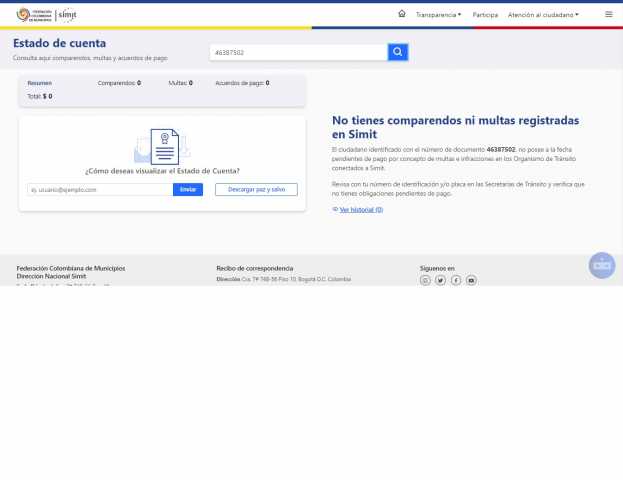 FEDERACIÓN
COLOMBIANA
DE MUNICIPIOS
simit
Transparencia
Participa
Atención al ciudadano
Estado de cuenta
Consulta aquí comparendos, multas y acuerdos de pago
46387502
Resumen
Comparendos: 0
Multas: 0
Acuerdos de pago: 0
Total: $ 0
¿Cómo deseas visualizar el Estado de Cuenta?
ej. usuario@ejemplo.com
Enviar
Descargar paz y salvo
No tienes comparendos ni multas registradas
en Simit
El ciudadano identificado con el número de documento 46387502, no posee a la fecha
pendientes de pago por concepto de multas e infracciones en los Organismo de Tránsito
conectados a Simit.
Revisa con tu número de identificación y/o placa en las Secretarías de Tránsito y verifica que
no tienes obligaciones pendientes de pago.
Ver historial (0)
Federación Colombiana de Municipios
Dirección Nacional Simit
Recibo de correspondencia
Dirección: Cra. 7# 74B-56 Piso 10, Bogotá D.C. Colombia
Síguenos en